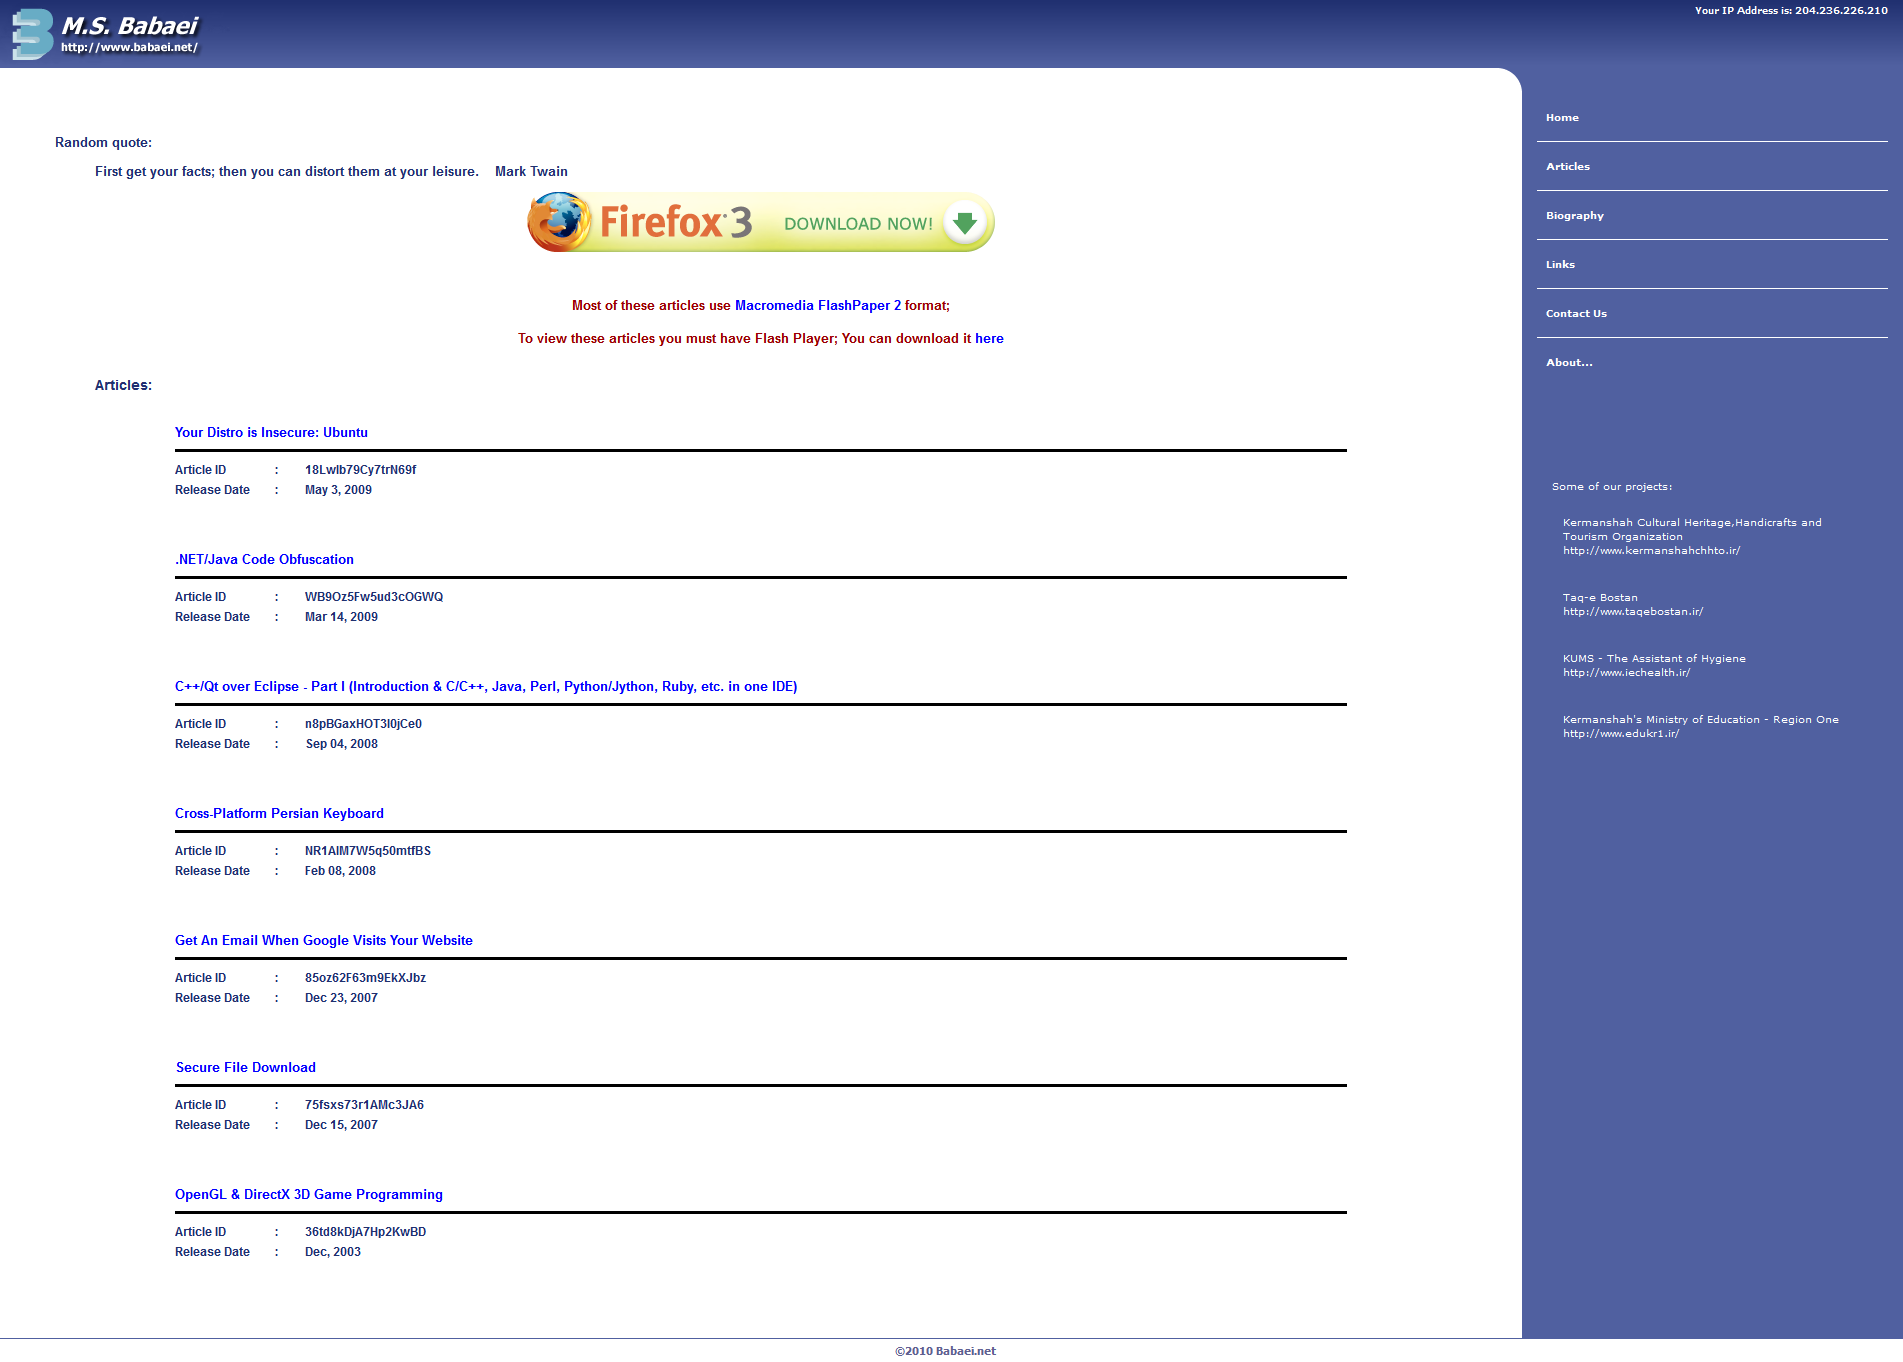 M.S. Babaei
http://www.babaei.net/
Your IP Address is: 204.236.226.210
Random quote:
First get your facts; then you can distort them at your leisure. Mark Twain
Firefox 3 DOWNLOAD NOW!
Most of these articles use Macromedia FlashPaper 2 format;
To view these articles you must have Flash Player; You can download it here
Articles:
Your Distro is Insecure: Ubuntu
Article ID : 18Lwlb79Cy7trN69f
Release Date : May 3, 2009
.NET/Java Code Obfuscation
Article ID : WB9Oz5Fw5ud3cOGWQ
Release Date : Mar 14, 2009
C++/Qt over Eclipse - Part I (Introduction & C/C++, Java, Perl, Python/Jython, Ruby, etc. in one IDE)
Article ID : n8pBGaxHOT3I0jCe0
Release Date : Sep 04, 2008
Cross-Platform Persian Keyboard
Article ID : NR1AlM7W5q50mtfBS
Release Date : Feb 08, 2008
Get An Email When Google Visits Your Website
Article ID : 85oz62F63m9EkXJbz
Release Date : Dec 23, 2007
Secure File Download
Article ID : 75fsxs73r1AMc3JA6
Release Date : Dec 15, 2007
OpenGL & DirectX 3D Game Programming
Article ID : 36td8kDjA7Hp2KwBD
Release Date : Dec, 2003
Home
Articles
Biography
Links
Contact Us
About...
Some of our projects:
Kermanshah Cultural Heritage,Handicrafts and
Tourism Organization
http://www.kermanshahchhto.ir/
Taq-e Bostan
http://www.taqebostan.ir/
KUMS - The Assistant of Hygiene
http://www.iechealth.ir/
Kermanshah's Ministry of Education - Region One
http://www.edukr1.ir/
©2010 Babaei.net